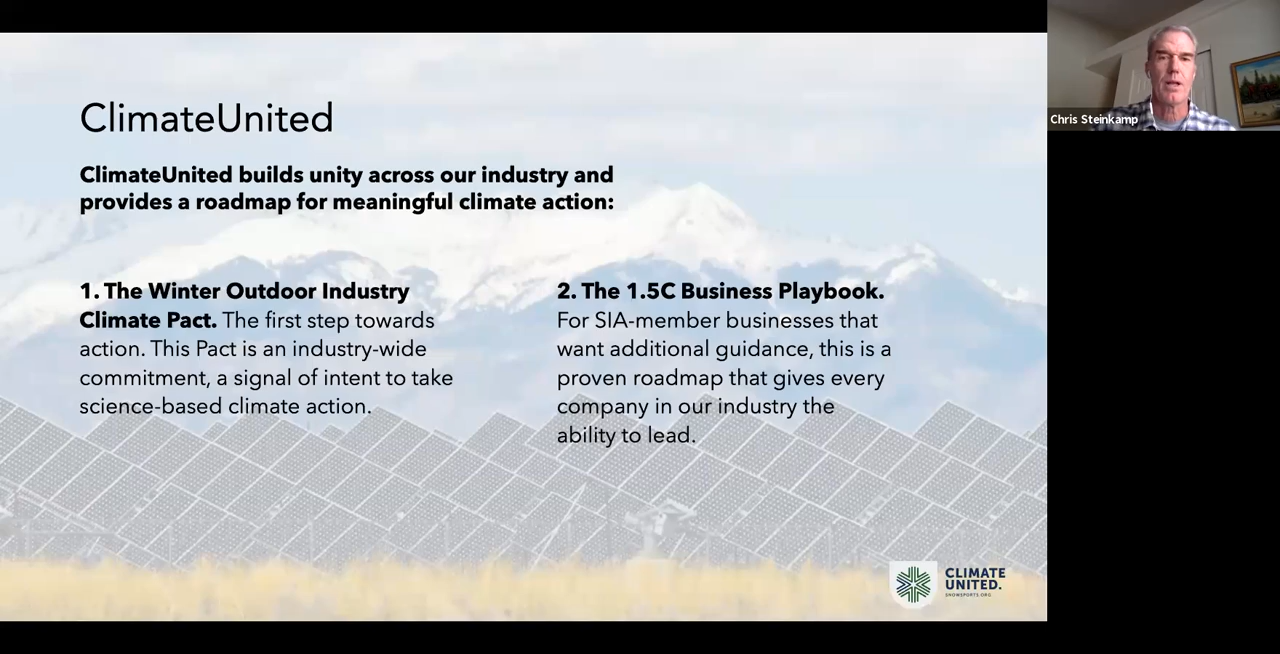 ClimateUnited
ClimateUnited builds unity across our industry and
provides a roadmap for meaningful climate action:
1. The Winter Outdoor Industry
Climate Pact. The first step towards
action. This Pact is an industry-wide
commitment, a signal of intent to take
science-based climate action.
2. The 1.5C Business Playbook.
For SIA-member businesses that
want additional guidance, this is a
proven roadmap that gives every
company in our industry the
ability to lead.
CLIMATE
UNITED.
SNOWSPORTS.ORG
Chris Steinkamp